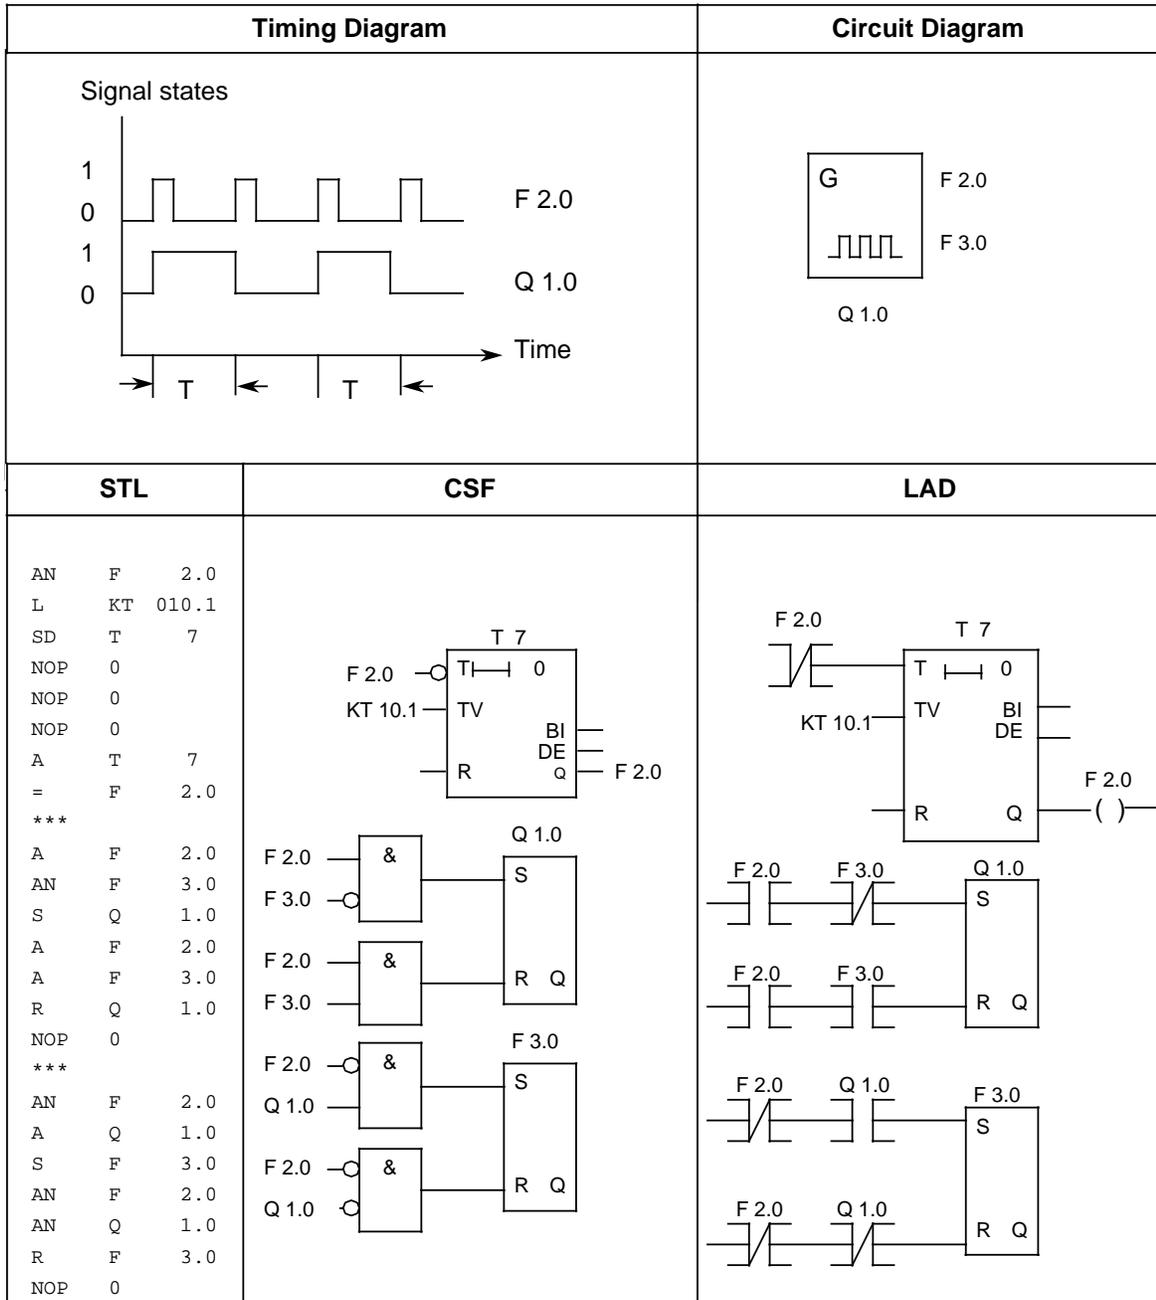 Timing Diagram
Circuit Diagram
Signal states
1
0
F 2.0
1
0
Q 1.0
Time
T
T
G
F 2.0
F 3.0
Q 1.0
STL
CSF
LAD
AN F 2.0
L KT 010.1
SD T 7
NOP 0
NOP 0
NOP 0
A T 7
= F 2.0
***
A F 2.0
AN F 3.0
S Q 1.0
A F 2.0
A F 3.0
R Q 1.0
NOP 0
***
AN F 2.0
A Q 1.0
S F 3.0
AN F 2.0
AN Q 1.0
R F 3.0
NOP 0
T 7
F 2.0 T 0
KT 10.1 TV
BI
DE
R Q F 2.0
Q 1.0
F 2.0 & S
F 3.0
F 2.0 & R Q
F 3.0
F 3.0
F 2.0 & S
Q 1.0
F 2.0 & R Q
Q 1.0
F 2.0
T 7
T 0
KT 10.1 TV BI
DE
F 2.0
R Q ( )
F 2.0 F 3.0 Q 1.0
S
F 2.0 F 3.0
R Q
F 2.0 Q 1.0 F 3.0
S
F 2.0 Q 1.0
R Q